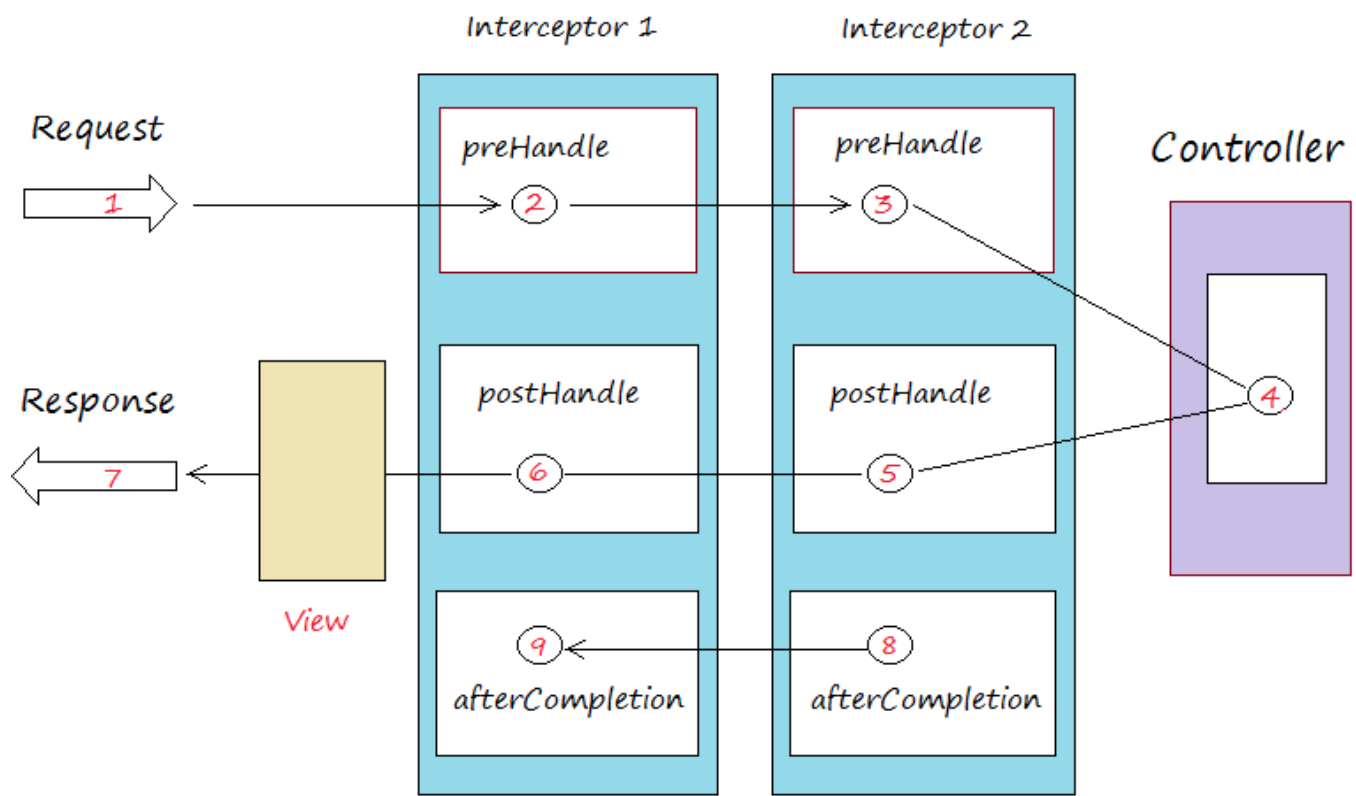 Interceptor 1
Interceptor 2
Request
preHandle
preHandle
Controller
1
2
3
Response
postHandle
postHandle
4
7
6
5
View
9
8
afterCompletion
afterCompletion